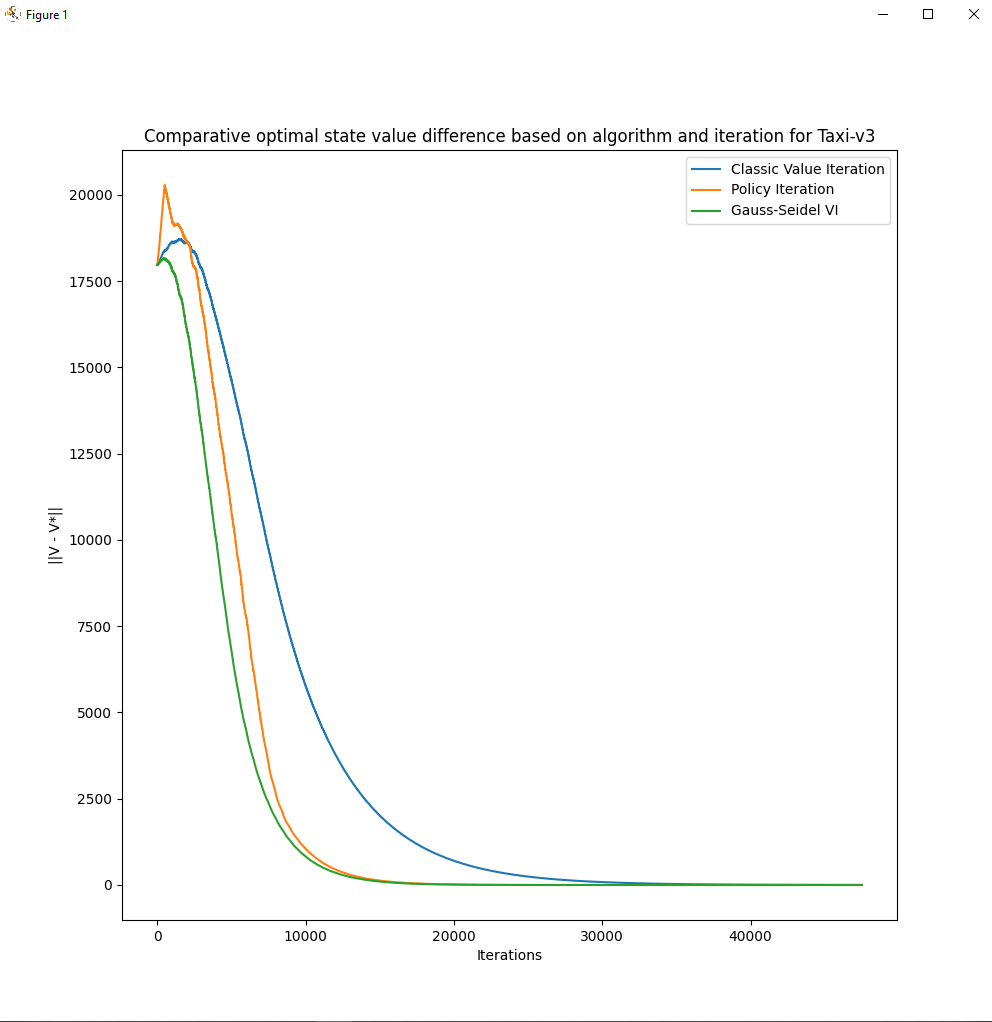 Figure 1
Comparative optimal state value difference based on algorithm and iteration for Taxi-v3
Classic Value Iteration
Policy Iteration
Gauss-Seidel VI
||V - V*||
20000
17500
15000
12500
10000
7500
5000
2500
0
0 10000 20000 30000 40000
Iterations